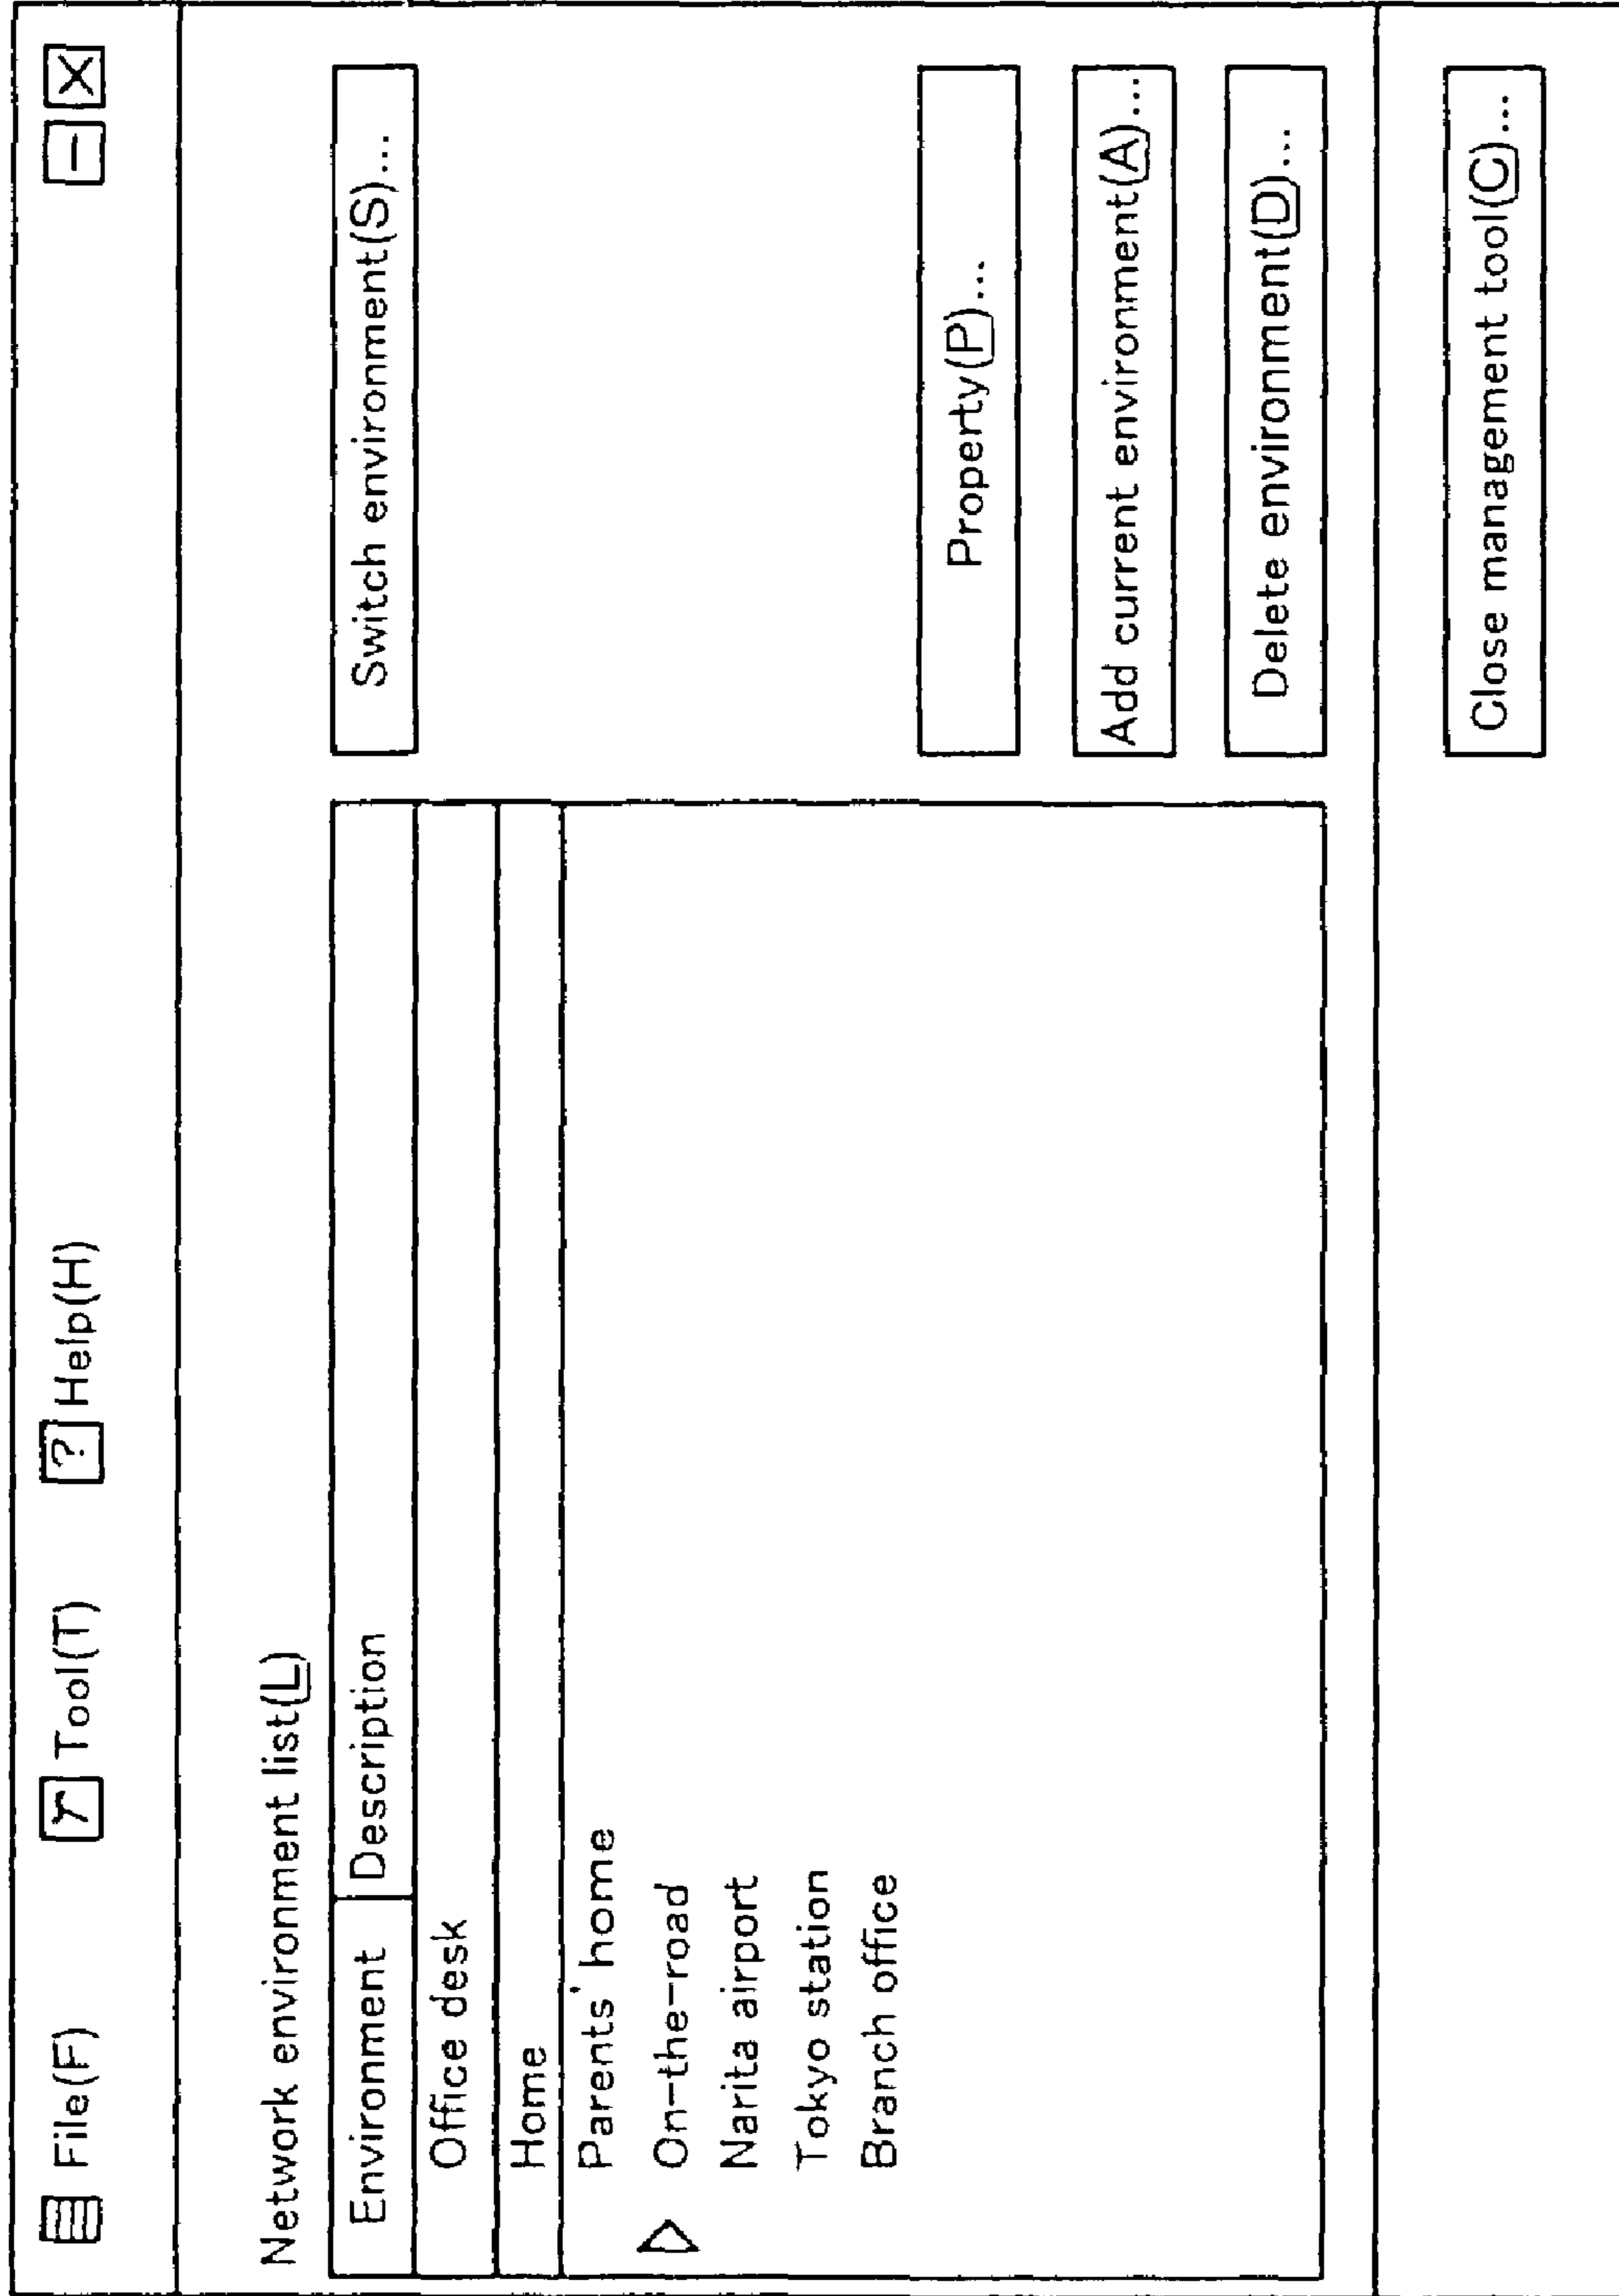 File(F) Tool(T) ? Help(H)
Network environment list(L)
Environment Description
Switch environment(S)...
Office desk
Home
Parents' home
On-the-road
Narita airport
Tokyo station
Branch office
Property(P)...
Add current environment(A)...
Delete environment(D)...
Close management tool(C)...